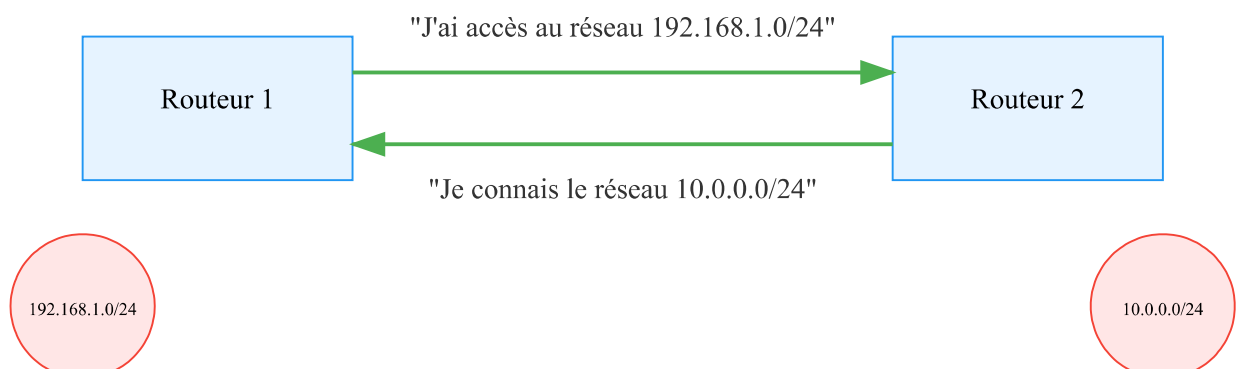 "J'ai accès au réseau 192.168.1.0/24"
Routeur 1
Routeur 2
"Je connais le réseau 10.0.0.0/24"
192.168.1.0/24
10.0.0.0/24